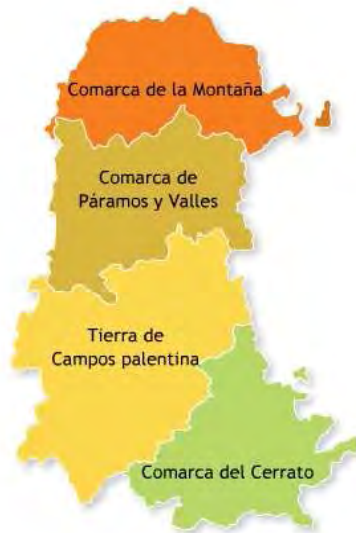 Comarca de la Montaña
Comarca de
Páramos y Valles
Tierra de
Campos palentina
Comarca del Cerrato